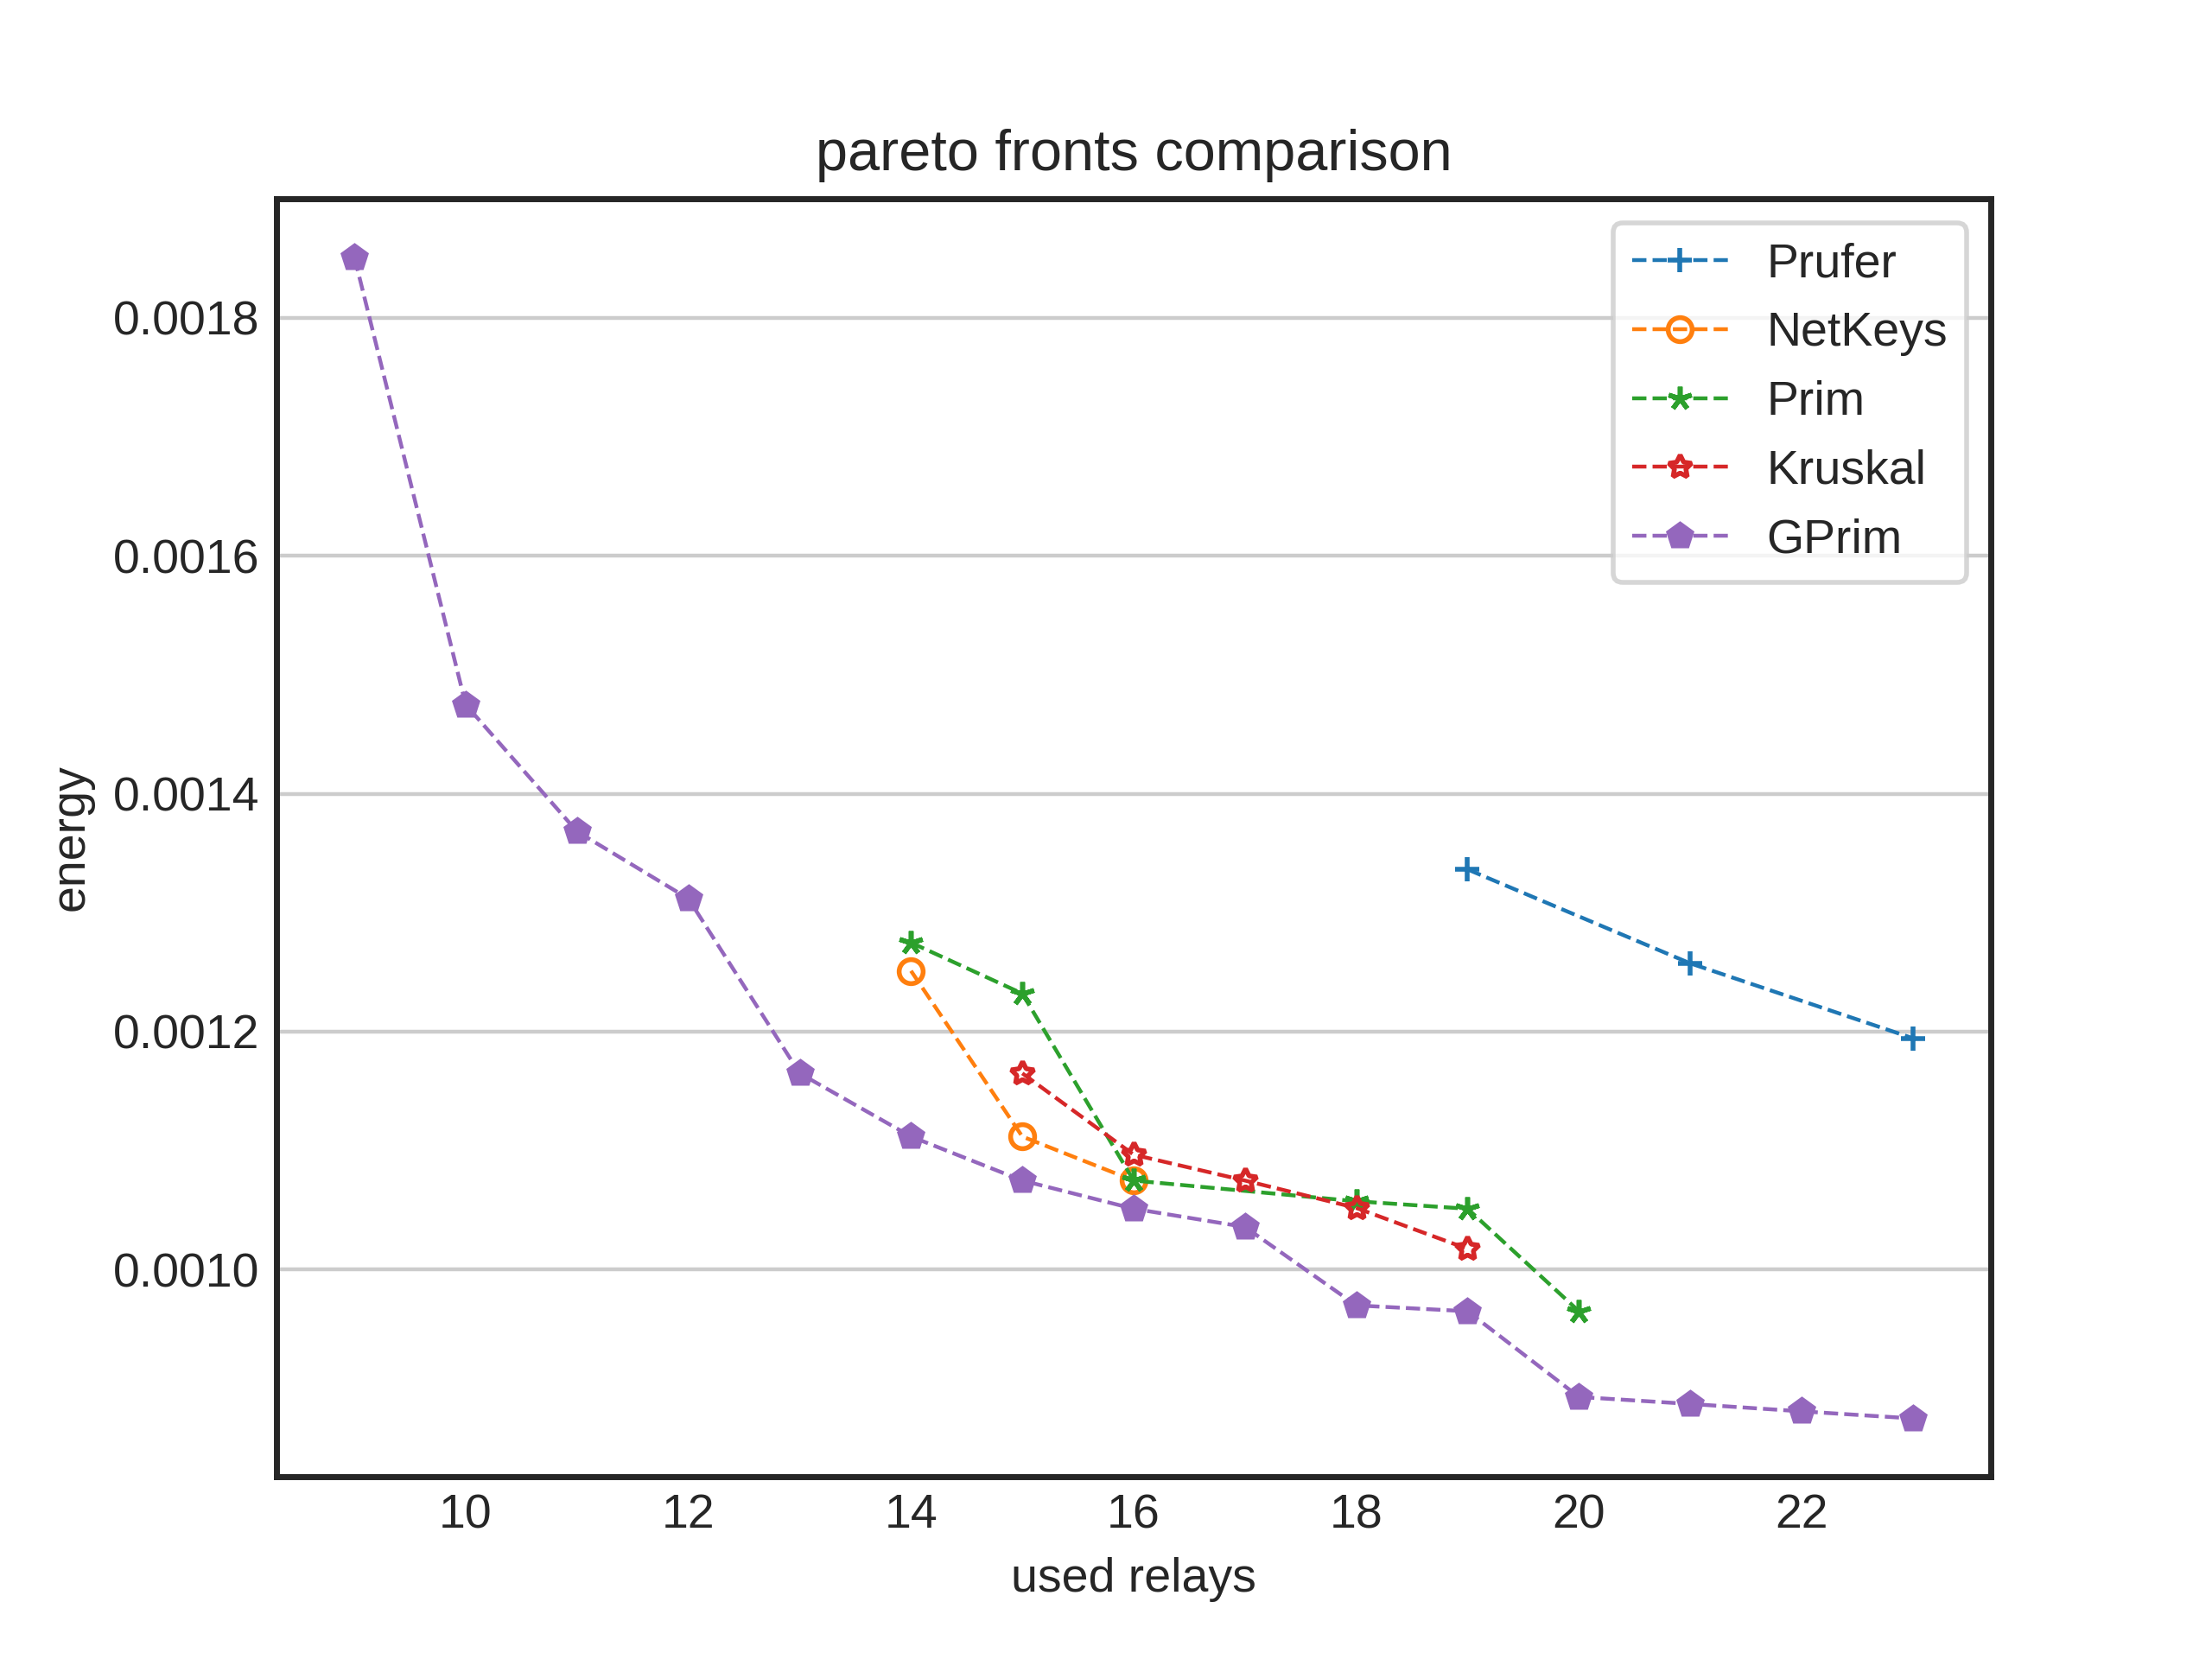 pareto fronts comparison
Prufer
NetKeys
Prim
Kruskal
GPrim
0.0018
0.0016
0.0014
0.0012
0.0010
energy
10 12 14 16 18 20 22
used relays